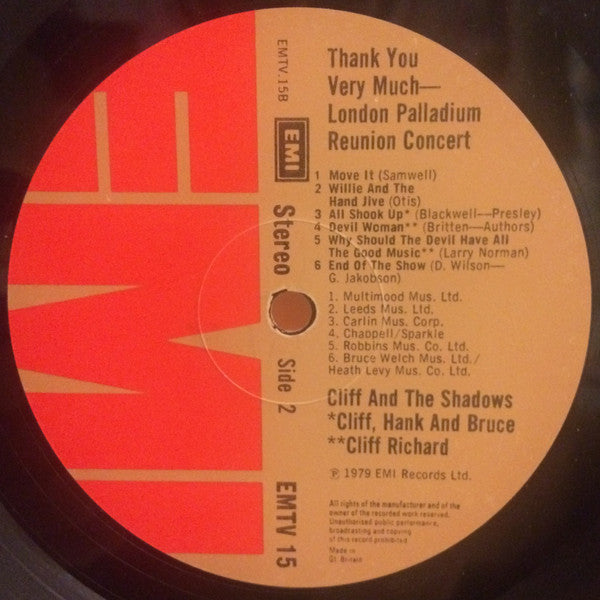 Thank You
Very Much—
London Palladium
Reunion Concert
1 Move It (Samwell)
2 Willie And The
Hand Jive (Otis)
3 All Shook Up* (Blackwell—Presley)
4 Devil Woman** (Britten—Authors)
5 Why Should The Devil Have All
The Good Music** (Larry Norman)
6 End Of The Show (D. Wilson—
G. Jakobson)
1. Multimood Mus. Ltd.
2. Leeds Mus. Ltd.
3. Carlin Mus. Corp.
4. Chappell/Sparkle
5. Robbins Mus. Co. Ltd.
6. Bruce Welch Mus. Ltd./
Heath Levy Mus. Co. Ltd.
Cliff And The Shadows
*Cliff, Hank And Bruce
**Cliff Richard
℗ 1979 EMI Records Ltd.
All rights of the manufacturer and of the
owner of the recorded work reserved.
Unauthorised public performance,
broadcasting and copying
of this record prohibited
Made in
Gt. Britain
EMTV.15B
EMI
Stereo
Side 2
EMTV 15
EMI